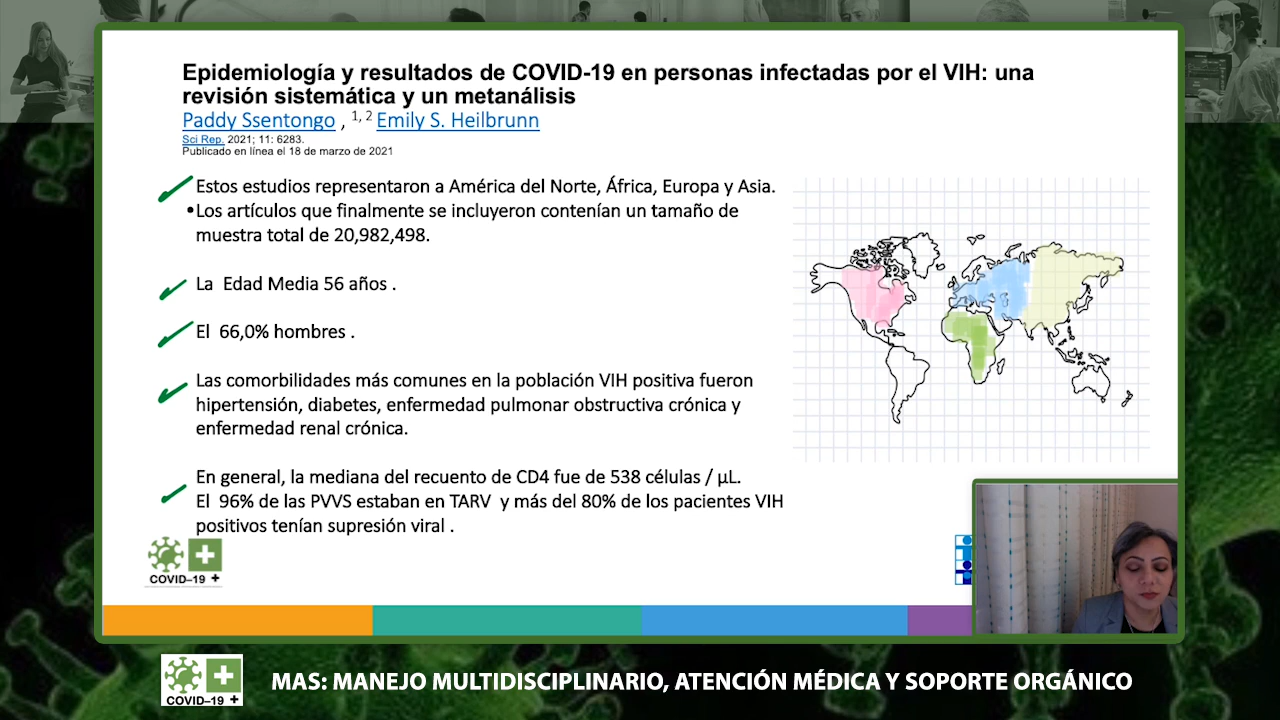 Epidemiología y resultados de COVID-19 en personas infectadas por el VIH: una
revisión sistemática y un metanálisis
Paddy Ssentongo , 1, 2 Emily S. Heilbrunn
Sci Rep. 2021; 11: 6283.
Publicado en línea el 18 de marzo de 2021
Estos estudios representaron a América del Norte, África, Europa y Asia.
•Los artículos que finalmente se incluyeron contenían un tamaño de
muestra total de 20,982,498.
La Edad Media 56 años .
El 66,0% hombres .
Las comorbilidades más comunes en la población VIH positiva fueron
hipertensión, diabetes, enfermedad pulmonar obstructiva crónica y
enfermedad renal crónica.
En general, la mediana del recuento de CD4 fue de 538 células / µL.
El 96% de las PVVS estaban en TARV y más del 80% de los pacientes VIH
positivos tenían supresión viral .
COVID–19 +
COVID–19 +
MAS: MANEJO MULTIDISCIPLINARIO, ATENCIÓN MÉDICA Y SOPORTE ORGÁNICO